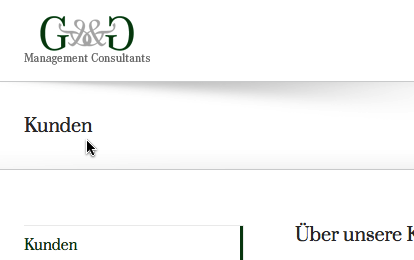 G&G
Management Consultants
Kunden
Kunden
Über unsere K